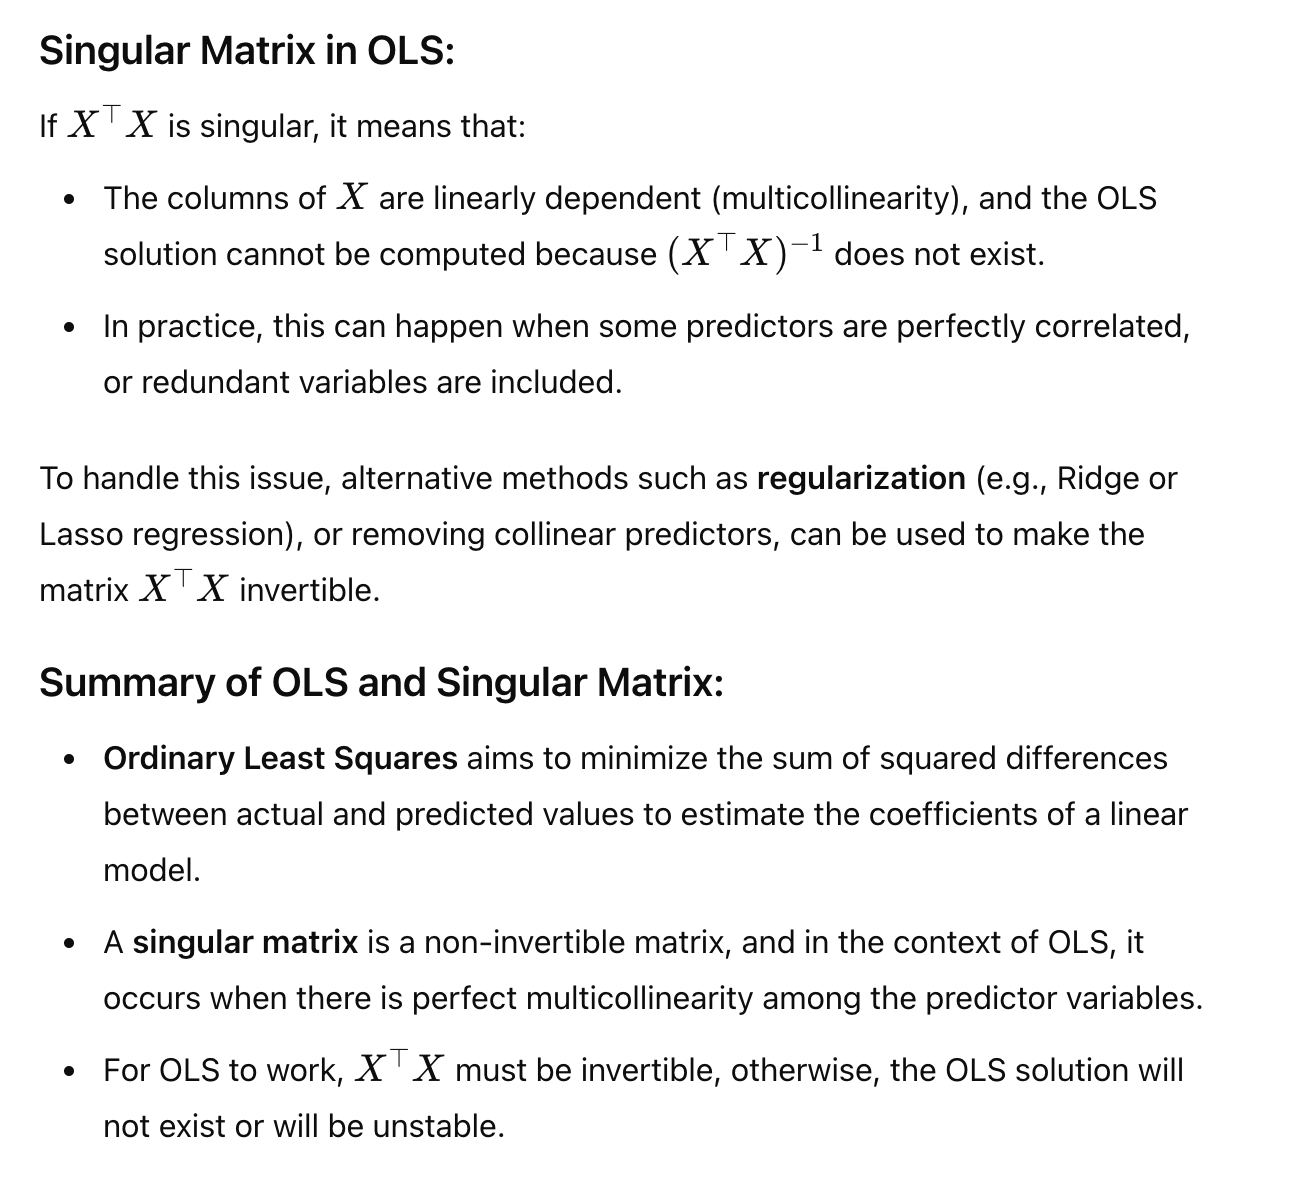 Singular Matrix in OLS:
If X⊤X is singular, it means that:
• The columns of X are linearly dependent (multicollinearity), and the OLS
solution cannot be computed because (X⊤X)−1 does not exist.
• In practice, this can happen when some predictors are perfectly correlated,
or redundant variables are included.
To handle this issue, alternative methods such as regularization (e.g., Ridge or
Lasso regression), or removing collinear predictors, can be used to make the
matrix X⊤X invertible.
Summary of OLS and Singular Matrix:
• Ordinary Least Squares aims to minimize the sum of squared differences
between actual and predicted values to estimate the coefficients of a linear
model.
• A singular matrix is a non-invertible matrix, and in the context of OLS, it
occurs when there is perfect multicollinearity among the predictor variables.
• For OLS to work, X⊤X must be invertible, otherwise, the OLS solution will
not exist or will be unstable.